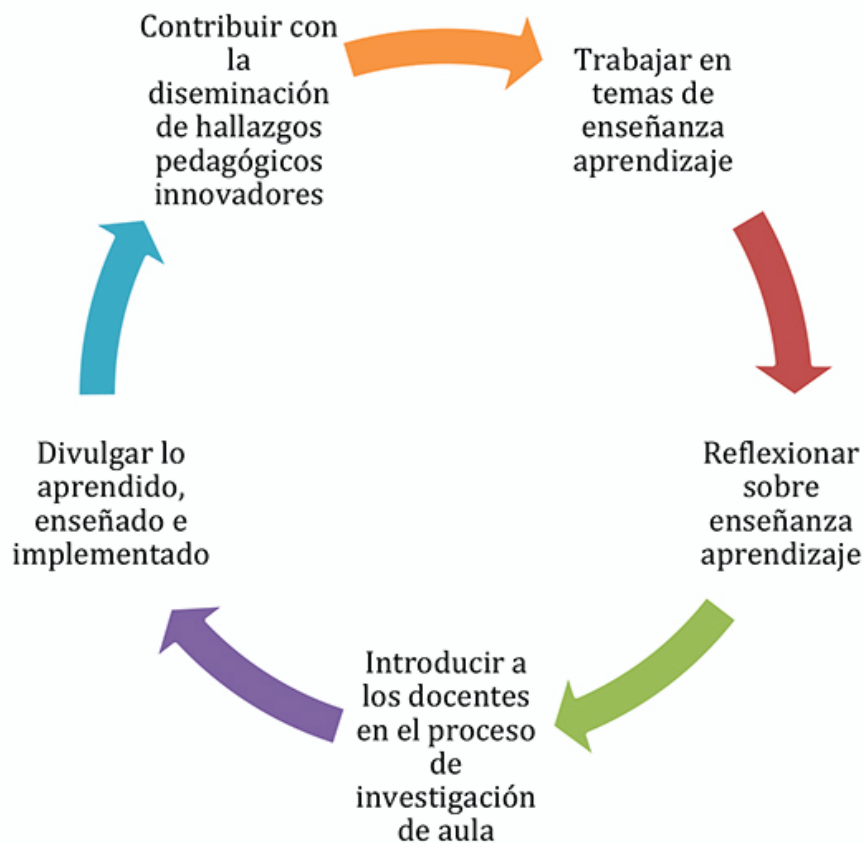 Contribuir con
la
diseminación
de hallazgos
pedagógicos
innovadores
Trabajar en
temas de
enseñanza
aprendizaje
Reflexionar
sobre
enseñanza
aprendizaje
Introducir a
los docentes
en el proceso
de
investigación
de aula
Divulgar lo
aprendido,
enseñado e
implementado